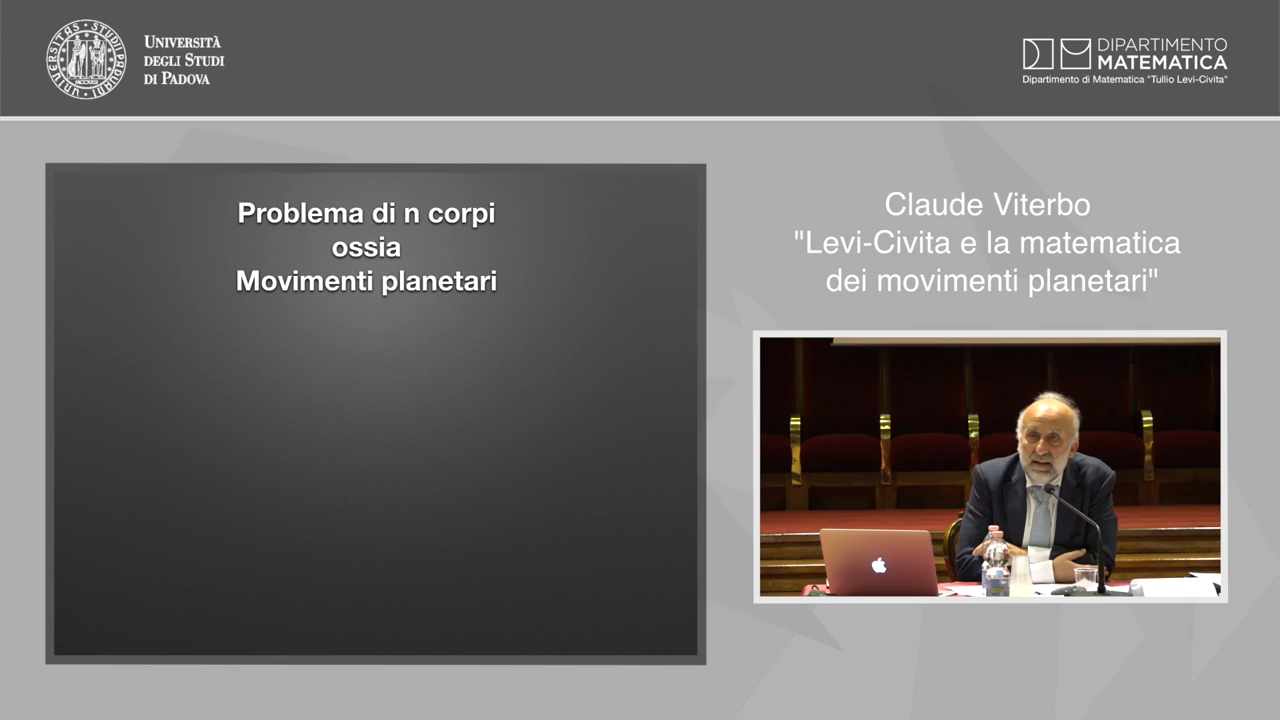 UNIVERSITÀ
DEGLI STUDI
DI PADOVA
DIPARTIMENTO
MATEMATICA
Dipartimento di Matematica "Tullio Levi-Civita"
Problema di n corpi
ossia
Movimenti planetari
Claude Viterbo
"Levi-Civita e la matematica
dei movimenti planetari"